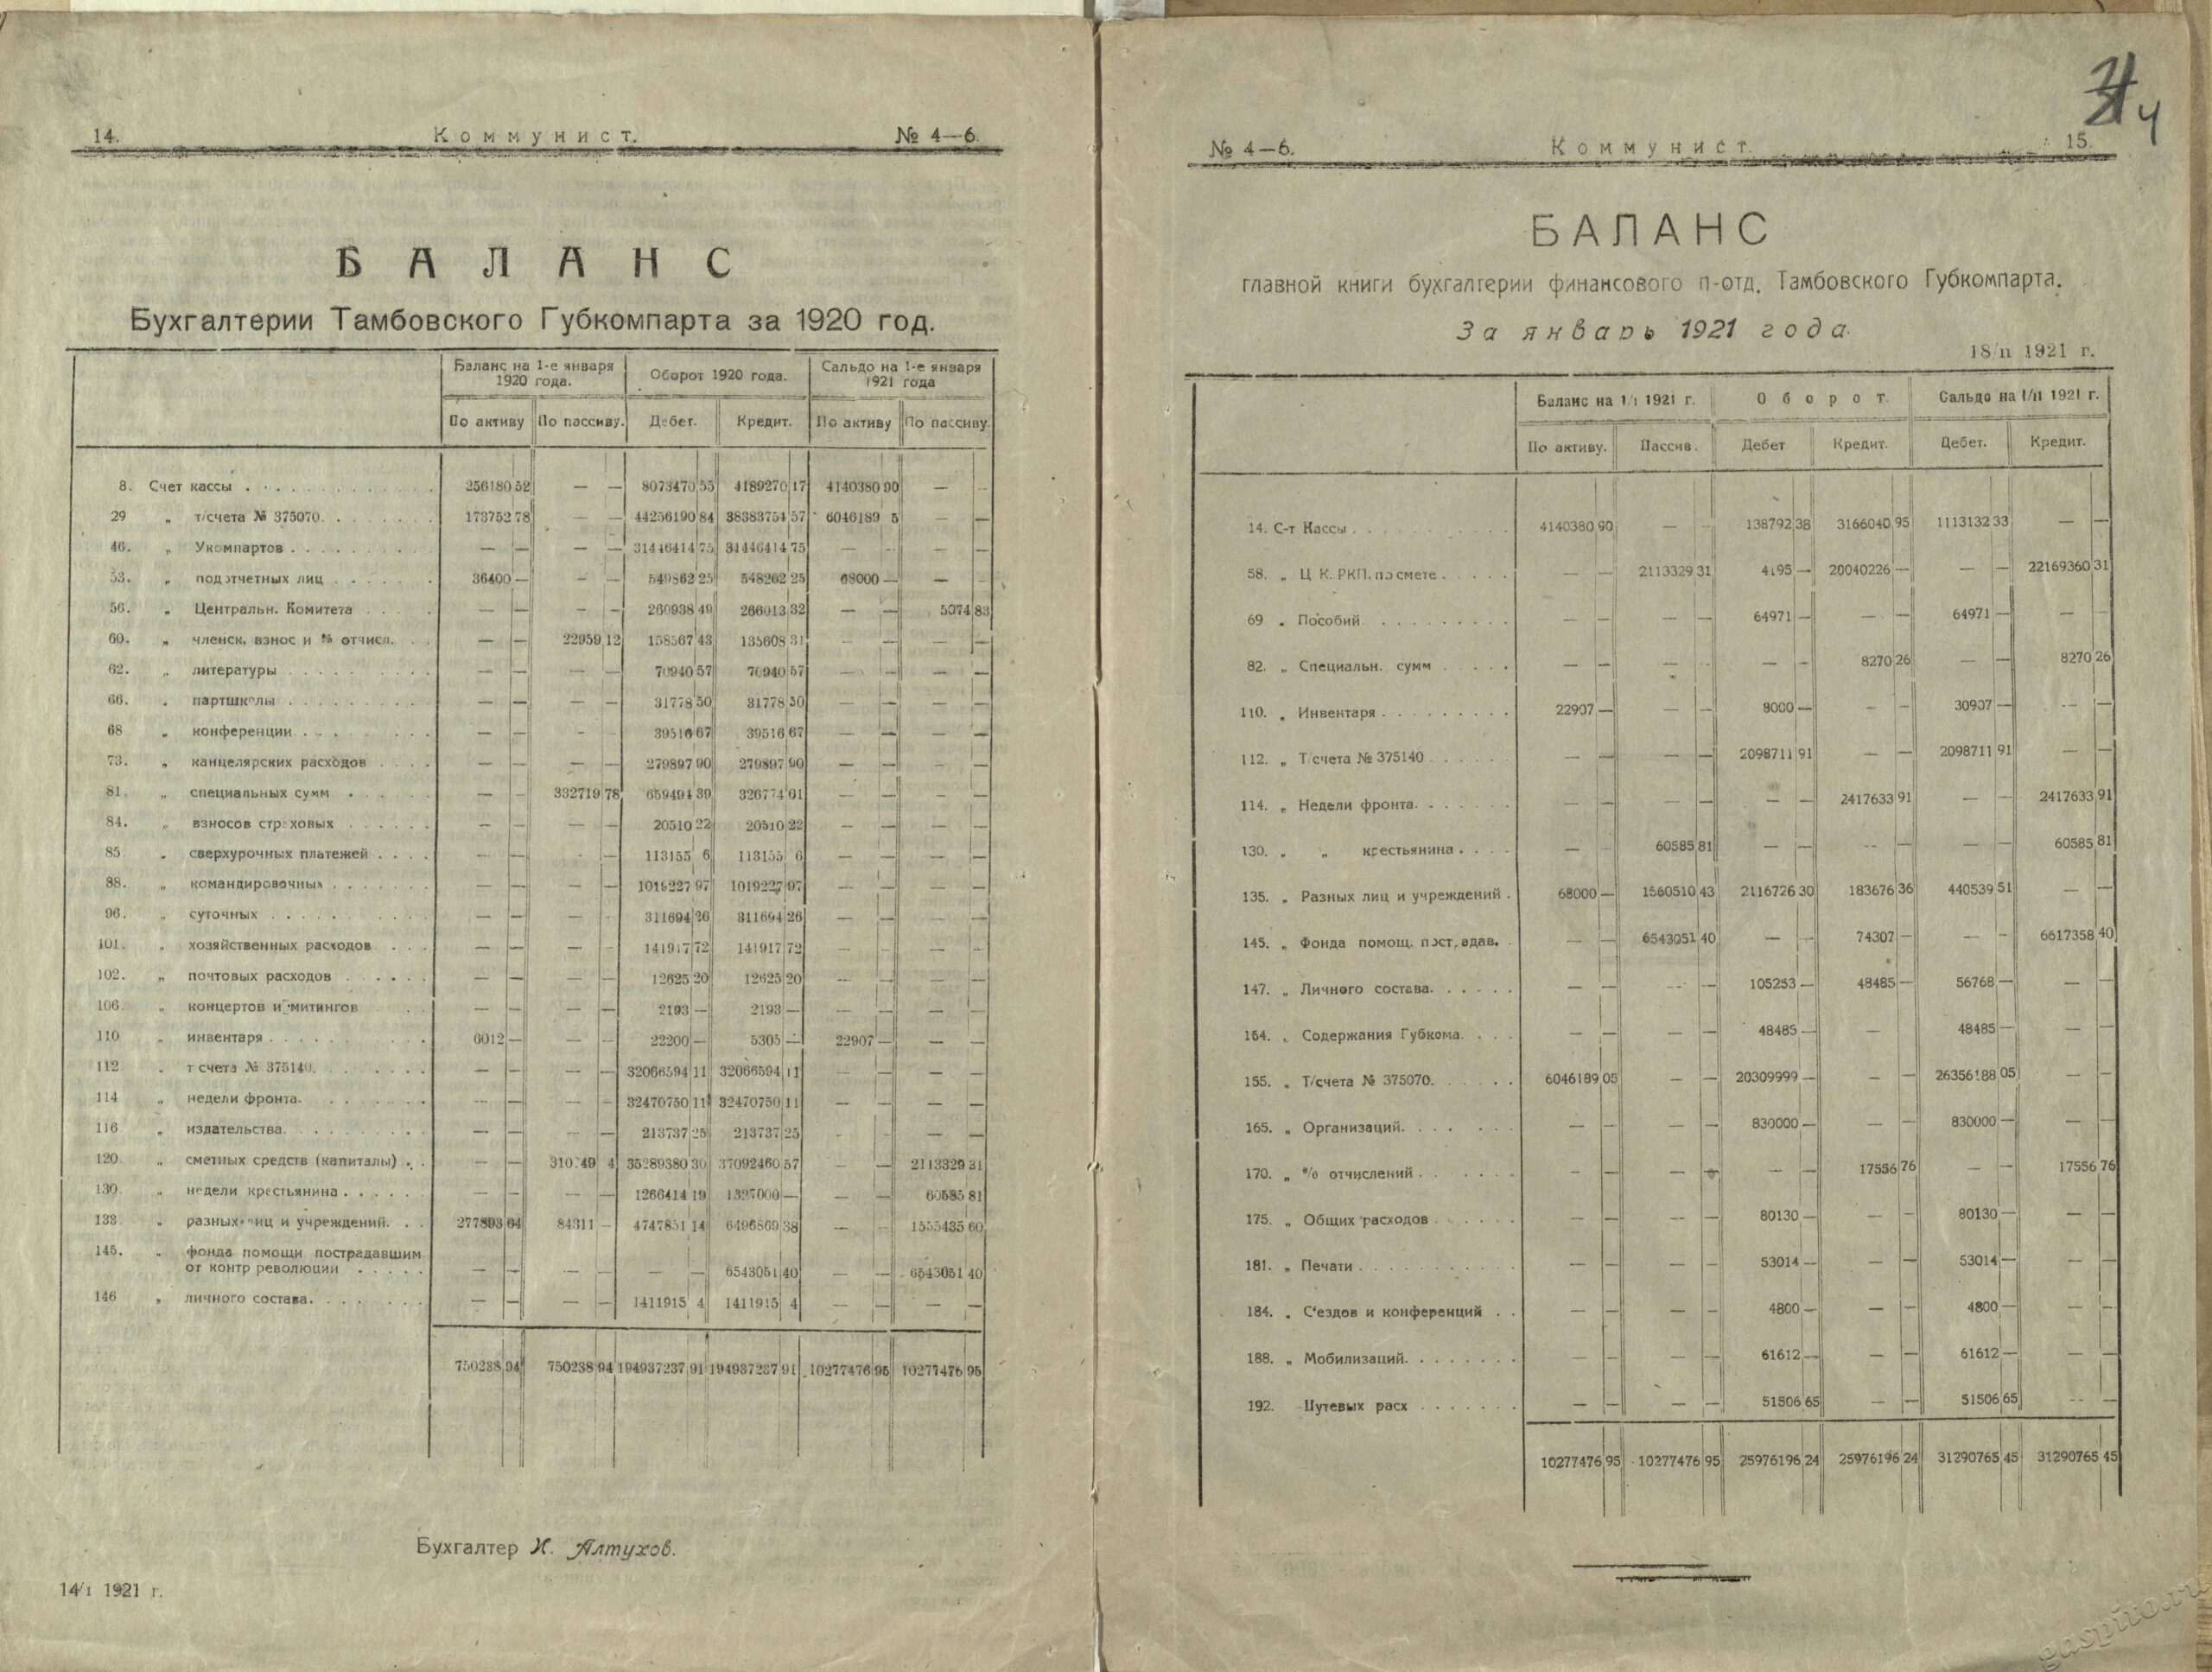 14.
Коммунист.
№ 4—6.
БАЛАНС
Бухгалтерии Тамбовского Губкомпарта за 1920 год.
Баланс на 1-е января 1920 года. Оборот 1920 года. Сальдо на 1-е января 1921 года
По активу По пассиву. Дебет. Кредит. По активу По пассиву.
8. Счет кассы 256180 52 — — 8073470 55 4189270 17 4140380 90 — —
29 „ т/счета № 375070. 173752 78 — — 44256190 84 38383754 57 6046189 5 — —
46. „ Укомпартов — — — — 31446414 75 31446414 75 — — — —
53. „ подотчетных лиц 36400 — — — 549862 25 548262 25 68000 — — —
56. „ Центральн. Комитета — — — — 260938 49 266013 32 — — 5074 83
60. „ членск. взнос и % отчисл. — — 22959 12 158567 43 135608 31 — — — —
62. „ литературы — — — — 70940 57 70940 57 — — — —
66. „ партшколы — — — — 31778 50 31778 50 — — — —
68 „ конференции — — — — 39516 67 39516 67 — — — —
73. „ канцелярских расходов — — — — 279897 90 279897 90 — — — —
81. „ специальных сумм — — 332719 78 659494 39 326774 61 — — — —
84. „ взносов страховых — — — — 20510 22 20510 22 — — — —
85. „ сверхурочных платежей — — — — 113155 6 113155 6 — — — —
88. „ командировочных — — — — 1019227 97 1019227 97 — — — —
96. „ суточных — — — — 311694 26 311694 26 — — — —
101. „ хозяйственных расходов — — — — 141917 72 141917 72 — — — —
102. „ почтовых расходов — — — — 12625 20 12625 20 — — — —
106. „ концертов и митингов — — — — 2193 — 2193 — — — — —
110 „ инвентаря 6012 — — — 22200 — 5305 — 22907 — — —
112 „ т счета № 375140. — — — — 32066594 11 32066594 11 — — — —
114 „ недели фронта. — — — — 32470750 11 32470750 11 — — — —
116 „ издательства. — — — — 213737 25 213737 25 — — — —
120 „ сметных средств (капиталы) — — 310249 4 35289380 30 37092460 57 — — 2113329 31
130. „ недели крестьянина — — — — 1266414 19 1327000 — — — 60585 81
133. „ разных лиц и учреждений. 277893 64 84311 — 4747851 14 6496869 38 — — 1555435 60
145. „ фонда помощи пострадавшим
от контр революции — — — — — — 6543051 40 — — 6543051 40
146 „ личного состава. — — — — 1411915 4 1411915 4 — — — —
750238 94 750238 94 194937237 91 194937237 91 10277476 95 10277476 95
Бухгалтер И. Алтухов.
14/I 1921 г.
№ 4—6.
Коммунист.
15.
БАЛАНС
главной книги бухгалтерии финансового п-отд. Тамбовского Губкомпарта.
За январь 1921 года.
18/II 1921 г.
Баланс на 1/I 1921 г. Оборот. Сальдо на 1/II 1921 г.
По активу. Пассив. Дебет Кредит. Дебет. Кредит.
14. С-т Кассы 4140380 90 — — 138792 38 3166040 95 1113132 33 — —
58. „ Ц. К. РКП. по смете — — 2113329 31 4195 — 20040226 — — — 22169360 31
69 „ Пособий — — — — 64971 — — — 64971 — — —
82. „ Специальн. сумм — — — — — — 8270 26 — — 8270 26
110. „ Инвентаря 22907 — — — 8000 — — — 30907 — — —
112. „ Т/счета № 375140 — — — — 2098711 91 — — 2098711 91 — —
114. „ Недели фронта. — — — — — — 2417633 91 — — 2417633 91
130. „ „ крестьянина — — 60585 81 — — — — — — 60585 81
135. „ Разных лиц и учреждений 68000 — 1560510 43 2116726 30 183676 36 440539 51 — —
145. „ Фонда помощ. пострадав. — — 6543051 40 — — 74307 — — — 6617358 40
147. „ Личного состава. — — — — 105253 — 48485 — 56768 — — —
154. „ Содержания Губкома. — — — — 48485 — — — 48485 — — —
155. „ Т/счета № 375070. 6046189 05 — — 20309999 — — — 26356188 05 — —
165. „ Организаций. — — — — 830000 — — — 830000 — — —
170. „ % отчислений — — — — — — 17556 76 — — 17556 76
175. „ Общих расходов — — — — 80130 — — — 80130 — — —
181. „ Печати — — — — 53014 — — — 53014 — — —
184. „ С'ездов и конференций — — — — 4800 — — — 4800 — — —
188. „ Мобилизаций. — — — — 61612 — — — 61612 — — —
192. Путевых расх — — — — 51506 65 — — 51506 65 — —
10277476 95 10277476 95 25976196 24 25976196 24 31290765 45 31290765 45
gaspito.ru